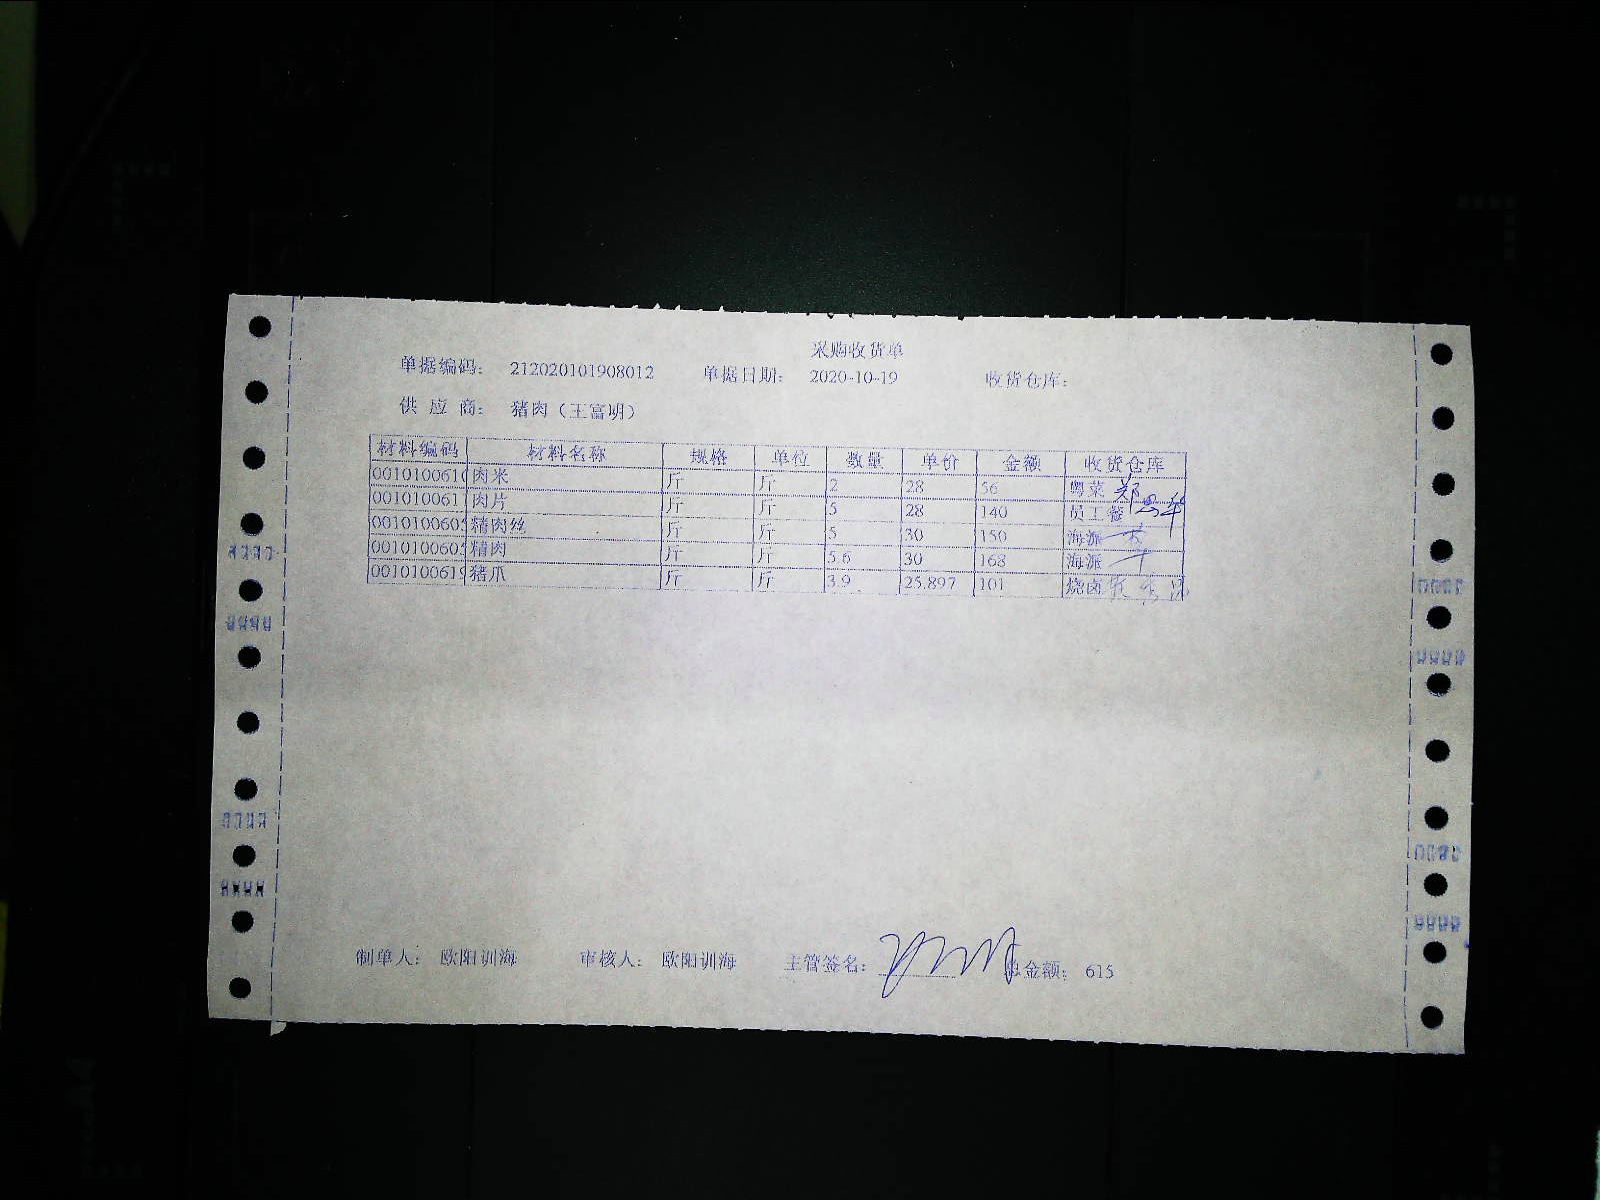 采购收货单
单据编码: 212020101908012 单据日期: 2020-10-19 收货仓库:
供 应 商: 猪肉（王富明）
材料编码 材料名称 规格 单位 数量 单价 金额 收货仓库
0010100610 肉米 斤 斤 2 28 56 粤菜
001010061 肉片 斤 斤 5 28 140 员工餐
001010060 精肉丝 斤 斤 5 30 150 海派
001010060 精肉 斤 斤 5.6 30 168 海派
001010061 猪爪 斤 斤 3.9 25.897 101 烧卤
制单人: 欧阳训海 审核人: 欧阳训海 主管签名: 总金额: 615